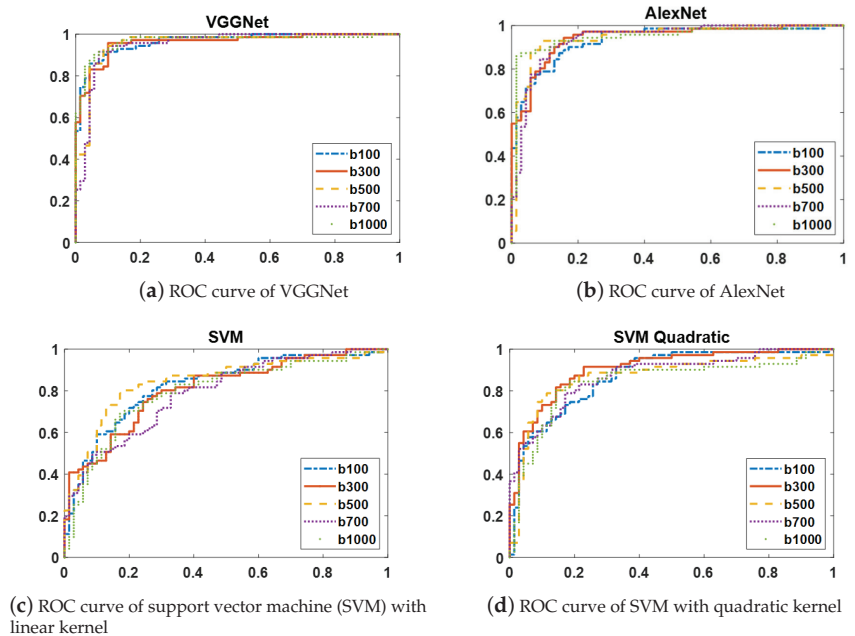 VGGNet
1
0.8
0.6
0.4
0.2
0
b100
b300
b500
b700
b1000
0 0.2 0.4 0.6 0.8 1
(a) ROC curve of VGGNet
AlexNet
1
0.8
0.6
0.4
0.2
0
b100
b300
b500
b700
b1000
0 0.2 0.4 0.6 0.8 1
(b) ROC curve of AlexNet
SVM
1
0.8
0.6
0.4
0.2
0
b100
b300
b500
b700
b1000
0 0.2 0.4 0.6 0.8 1
(c) ROC curve of support vector machine (SVM) with
linear kernel
SVM Quadratic
1
0.8
0.6
0.4
0.2
0
b100
b300
b500
b700
b1000
0 0.2 0.4 0.6 0.8 1
(d) ROC curve of SVM with quadratic kernel